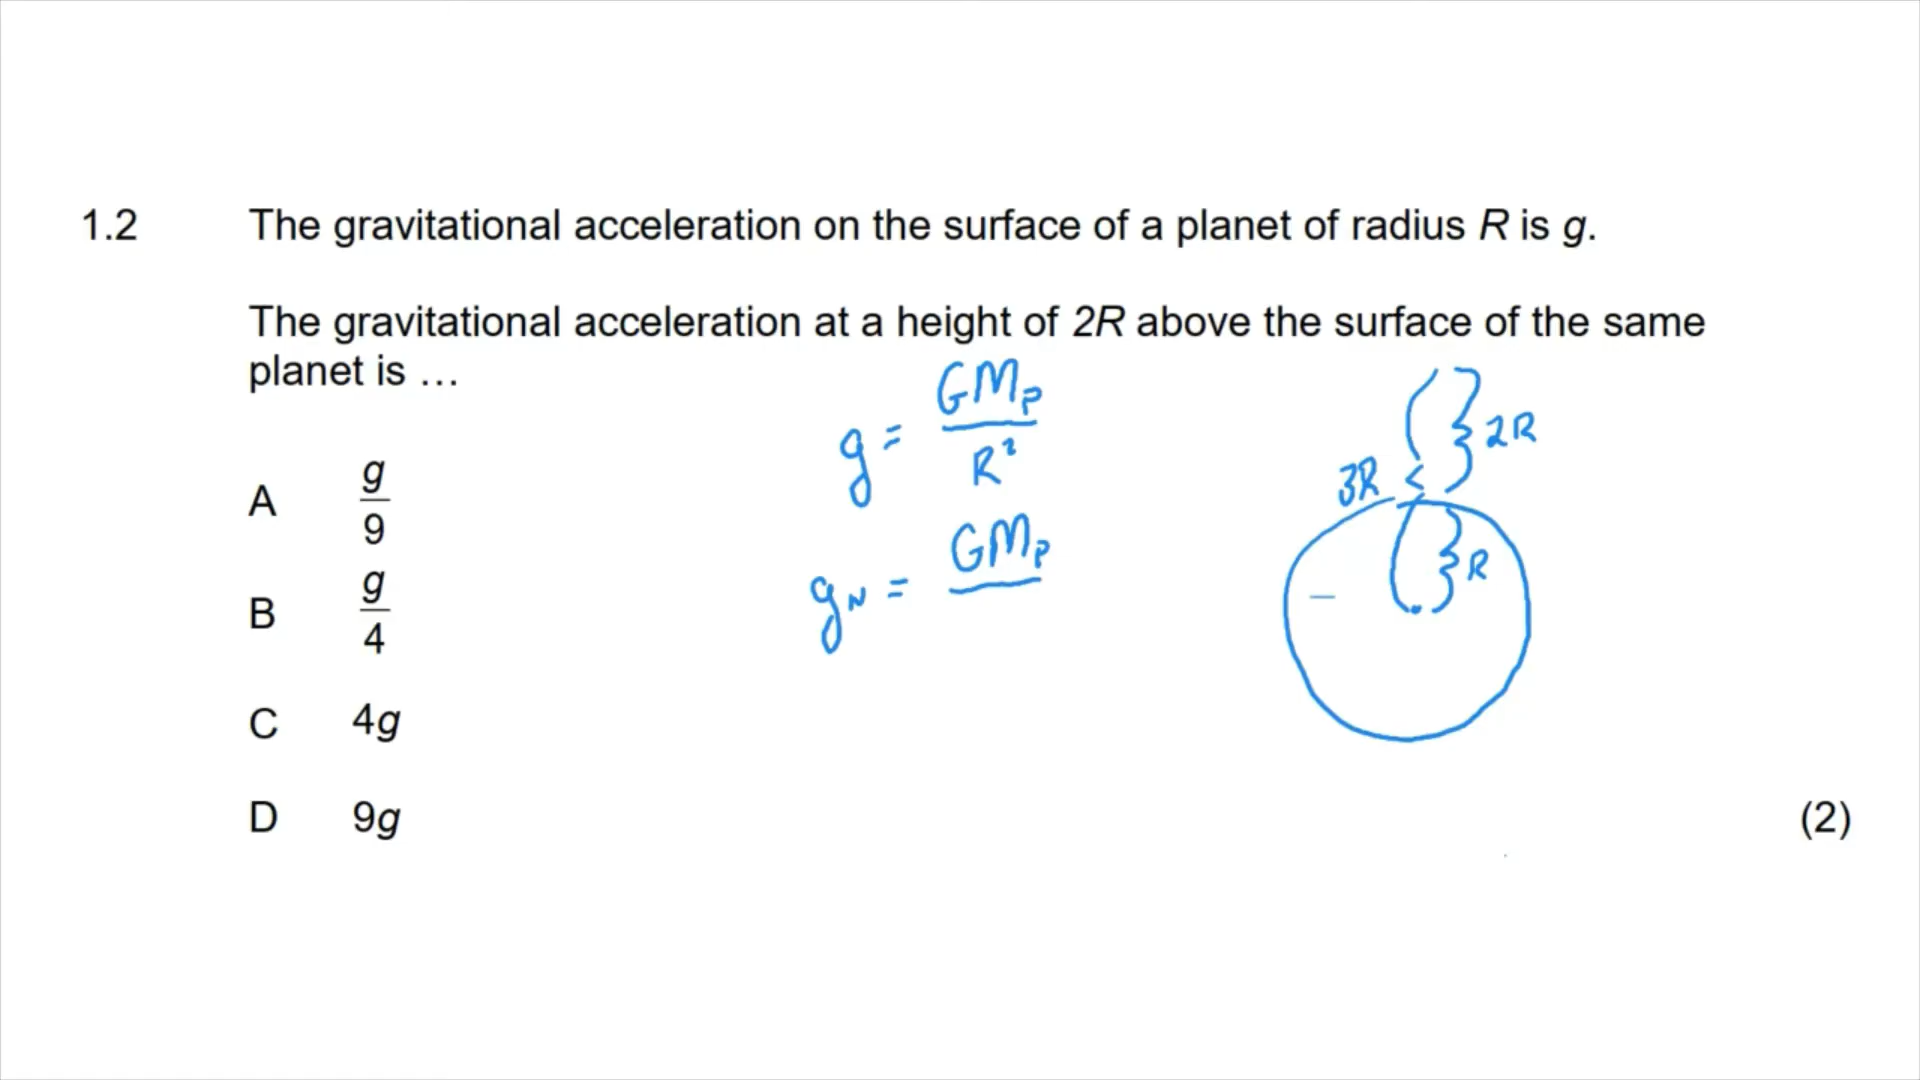 1.2 The gravitational acceleration on the surface of a planet of radius R is g.
The gravitational acceleration at a height of 2R above the surface of the same
planet is …
A g/9
B g/4
C 4g
D 9g
(2)
g = GMp/R²
gN = GMp
2R
3R
R